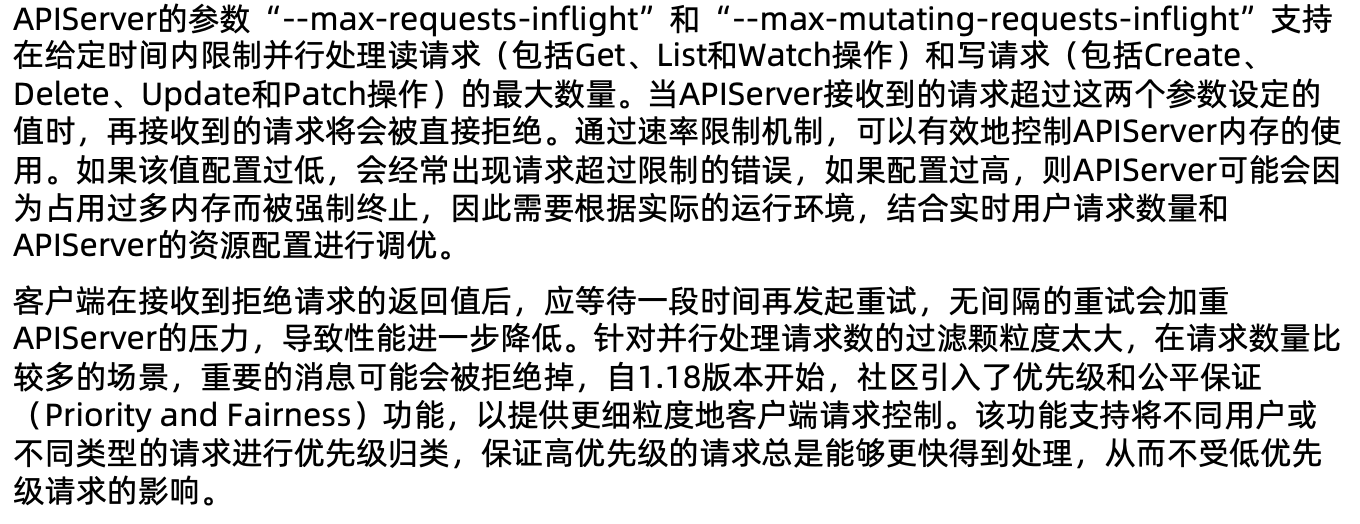 APIServer的参数“--max-requests-inflight”和“--max-mutating-requests-inflight”支持
在给定时间内限制并行处理读请求（包括Get、List和Watch操作）和写请求（包括Create、
Delete、Update和Patch操作）的最大数量。当APIServer接收到的请求超过这两个参数设定的
值时，再接收到的请求将会被直接拒绝。通过速率限制机制，可以有效地控制APIServer内存的使
用。如果该值配置过低，会经常出现请求超过限制的错误，如果配置过高，则APIServer可能会因
为占用过多内存而被强制终止，因此需要根据实际的运行环境，结合实时用户请求数量和
APIServer的资源配置进行调优。
客户端在接收到拒绝请求的返回值后，应等待一段时间再发起重试，无间隔的重试会加重
APIServer的压力，导致性能进一步降低。针对并行处理请求数的过滤颗粒度太大，在请求数量比
较多的场景，重要的消息可能会被拒绝掉，自1.18版本开始，社区引入了优先级和公平保证
（Priority and Fairness）功能，以提供更细粒度地客户端请求控制。该功能支持将不同用户或
不同类型的请求进行优先级归类，保证高优先级的请求总是能够更快得到处理，从而不受低优先
级请求的影响。